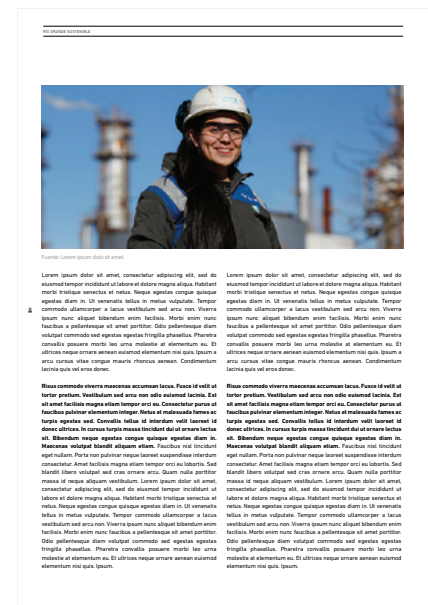 RÍO GRANDE SOSTENIBLE
Fuente: Lorem ipsum dolo sit amet.
Lorem ipsum dolor sit amet, consectetur adipiscing elit, sed do
eiusmod tempor incididunt ut labore et dolore magna aliqua. Habitant
morbi tristique senectus et netus. Neque egestas congue quisque
egestas diam in. Ut venenatis tellus in metus vulputate. Tempor
commodo ullamcorper a lacus vestibulum sed arcu non. Viverra
ipsum nunc aliquet bibendum enim facilisis. Morbi enim nunc
faucibus a pellentesque sit amet porttitor. Odio pellentesque diam
volutpat commodo sed egestas egestas fringilla phasellus. Pharetra
convallis posuere morbi leo urna molestie at elementum eu. Et
ultrices neque ornare aenean euismod elementum nisi quis. Ipsum a
arcu cursus vitae congue mauris rhoncus aenean. Condimentum
lacinia quis vel eros donec.
Risus commodo viverra maecenas accumsan lacus. Fusce id velit ut
tortor pretium. Vestibulum sed arcu non odio euismod lacinia. Est
sit amet facilisis magna etiam tempor orci eu. Consectetur purus ut
faucibus pulvinar elementum integer. Netus et malesuada fames ac
turpis egestas sed. Convallis tellus id interdum velit laoreet id
donec ultrices. In cursus turpis massa tincidunt dui ut ornare lectus
sit. Bibendum neque egestas congue quisque egestas diam in.
Maecenas volutpat blandit aliquam etiam. Faucibus nisl tincidunt
eget nullam. Porta non pulvinar neque laoreet suspendisse interdum
consectetur. Amet facilisis magna etiam tempor orci eu lobortis. Sed
blandit libero volutpat sed cras ornare arcu. Quam nulla porttitor
massa id neque aliquam vestibulum. Lorem ipsum dolor sit amet,
consectetur adipiscing elit, sed do eiusmod tempor incididunt ut
labore et dolore magna aliqua. Habitant morbi tristique senectus et
netus. Neque egestas congue quisque egestas diam in. Ut venenatis
tellus in metus vulputate. Tempor commodo ullamcorper a lacus
vestibulum sed arcu non. Viverra ipsum nunc aliquet bibendum enim
facilisis. Morbi enim nunc faucibus a pellentesque sit amet porttitor.
Odio pellentesque diam volutpat commodo sed egestas egestas
fringilla phasellus. Pharetra convallis posuere morbi leo urna
molestie at elementum eu. Et ultrices neque ornare aenean euismod
elementum nisi quis. Ipsum.
Lorem ipsum dolor sit amet, consectetur adipiscing elit, sed do
eiusmod tempor incididunt ut labore et dolore magna aliqua. Habitant
morbi tristique senectus et netus. Neque egestas congue quisque
egestas diam in. Ut venenatis tellus in metus vulputate. Tempor
commodo ullamcorper a lacus vestibulum sed arcu non. Viverra
ipsum nunc aliquet bibendum enim facilisis. Morbi enim nunc
faucibus a pellentesque sit amet porttitor. Odio pellentesque diam
volutpat commodo sed egestas egestas fringilla phasellus. Pharetra
convallis posuere morbi leo urna molestie at elementum eu. Et
ultrices neque ornare aenean euismod elementum nisi quis. Ipsum a
arcu cursus vitae congue mauris rhoncus aenean. Condimentum
lacinia quis vel eros donec.
Risus commodo viverra maecenas accumsan lacus. Fusce id velit ut
tortor pretium. Vestibulum sed arcu non odio euismod lacinia. Est
sit amet facilisis magna etiam tempor orci eu. Consectetur purus ut
faucibus pulvinar elementum integer. Netus et malesuada fames ac
turpis egestas sed. Convallis tellus id interdum velit laoreet id
donec ultrices. In cursus turpis massa tincidunt dui ut ornare lectus
sit. Bibendum neque egestas congue quisque egestas diam in.
Maecenas volutpat blandit aliquam etiam. Faucibus nisl tincidunt
eget nullam. Porta non pulvinar neque laoreet suspendisse interdum
consectetur. Amet facilisis magna etiam tempor orci eu lobortis. Sed
blandit libero volutpat sed cras ornare arcu. Quam nulla porttitor
massa id neque aliquam vestibulum. Lorem ipsum dolor sit amet,
consectetur adipiscing elit, sed do eiusmod tempor incididunt ut
labore et dolore magna aliqua. Habitant morbi tristique senectus et
netus. Neque egestas congue quisque egestas diam in. Ut venenatis
tellus in metus vulputate. Tempor commodo ullamcorper a lacus
vestibulum sed arcu non. Viverra ipsum nunc aliquet bibendum enim
facilisis. Morbi enim nunc faucibus a pellentesque sit amet porttitor.
Odio pellentesque diam volutpat commodo sed egestas egestas
fringilla phasellus. Pharetra convallis posuere morbi leo urna
molestie at elementum eu. Et ultrices neque ornare aenean euismod
elementum nisi quis. Ipsum.